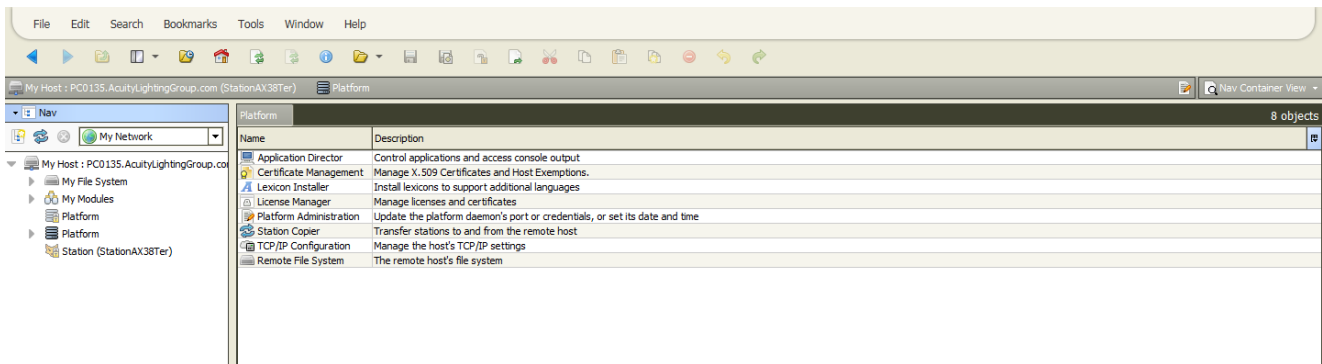 File Edit Search Bookmarks Tools Window Help
My Host : PC0135.AcuityLightingGroup.com (StationAX38Ter) Platform Nav Container View
Nav
My Network
My Host : PC0135.AcuityLightingGroup.co
My File System
My Modules
Platform
Platform
Station (StationAX38Ter)
Platform 8 objects
Name Description
Application Director Control applications and access console output
Certificate Management Manage X.509 Certificates and Host Exemptions.
Lexicon Installer Install lexicons to support additional languages
License Manager Manage licenses and certificates
Platform Administration Update the platform daemon's port or credentials, or set its date and time
Station Copier Transfer stations to and from the remote host
TCP/IP Configuration Manage the host's TCP/IP settings
Remote File System The remote host's file system